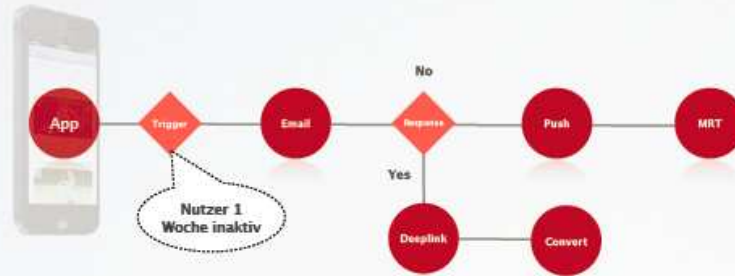 No
App
Trigger
Email
Response
Push
MRT
Yes
Nutzer 1
Woche inaktiv
Deeplink
Convert